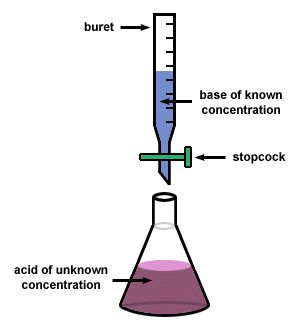 buret
base of known
concentration
stopcock
acid of unknown
concentration